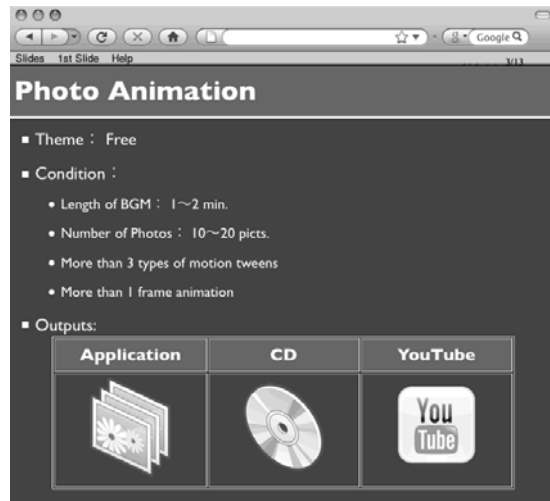 Google
Slides 1st Slide Help 3/13
Photo Animation
Theme： Free
Condition：
Length of BGM： 1〜2 min.
Number of Photos： 10〜20 picts.
More than 3 types of motion tweens
More than 1 frame animation
Outputs:
Application CD YouTube
You
Tube